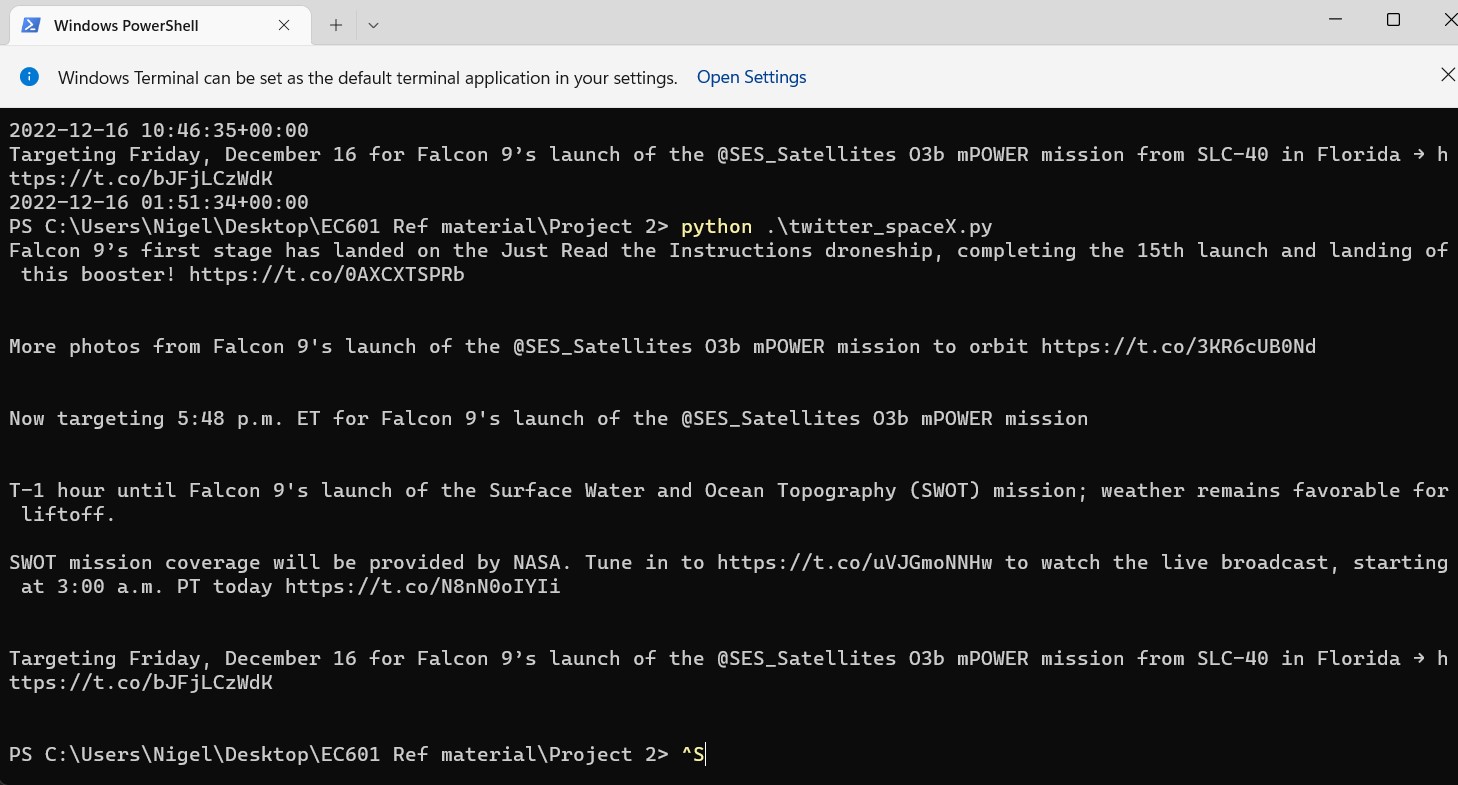 Windows PowerShell
Windows Terminal can be set as the default terminal application in your settings. Open Settings
2022-12-16 10:46:35+00:00
Targeting Friday, December 16 for Falcon 9’s launch of the @SES_Satellites O3b mPOWER mission from SLC-40 in Florida → h
ttps://t.co/bJFjLCzWdK
2022-12-16 01:51:34+00:00
PS C:\Users\Nigel\Desktop\EC601 Ref material\Project 2> python .\twitter_spaceX.py
Falcon 9’s first stage has landed on the Just Read the Instructions droneship, completing the 15th launch and landing of
 this booster! https://t.co/0AXCXTSPRb
More photos from Falcon 9's launch of the @SES_Satellites O3b mPOWER mission to orbit https://t.co/3KR6cUB0Nd
Now targeting 5:48 p.m. ET for Falcon 9's launch of the @SES_Satellites O3b mPOWER mission
T-1 hour until Falcon 9's launch of the Surface Water and Ocean Topography (SWOT) mission; weather remains favorable for
 liftoff.
SWOT mission coverage will be provided by NASA. Tune in to https://t.co/uVJGmoNNHw to watch the live broadcast, starting
 at 3:00 a.m. PT today https://t.co/N8nN0oIYIi
Targeting Friday, December 16 for Falcon 9’s launch of the @SES_Satellites O3b mPOWER mission from SLC-40 in Florida → h
ttps://t.co/bJFjLCzWdK
PS C:\Users\Nigel\Desktop\EC601 Ref material\Project 2> ^S